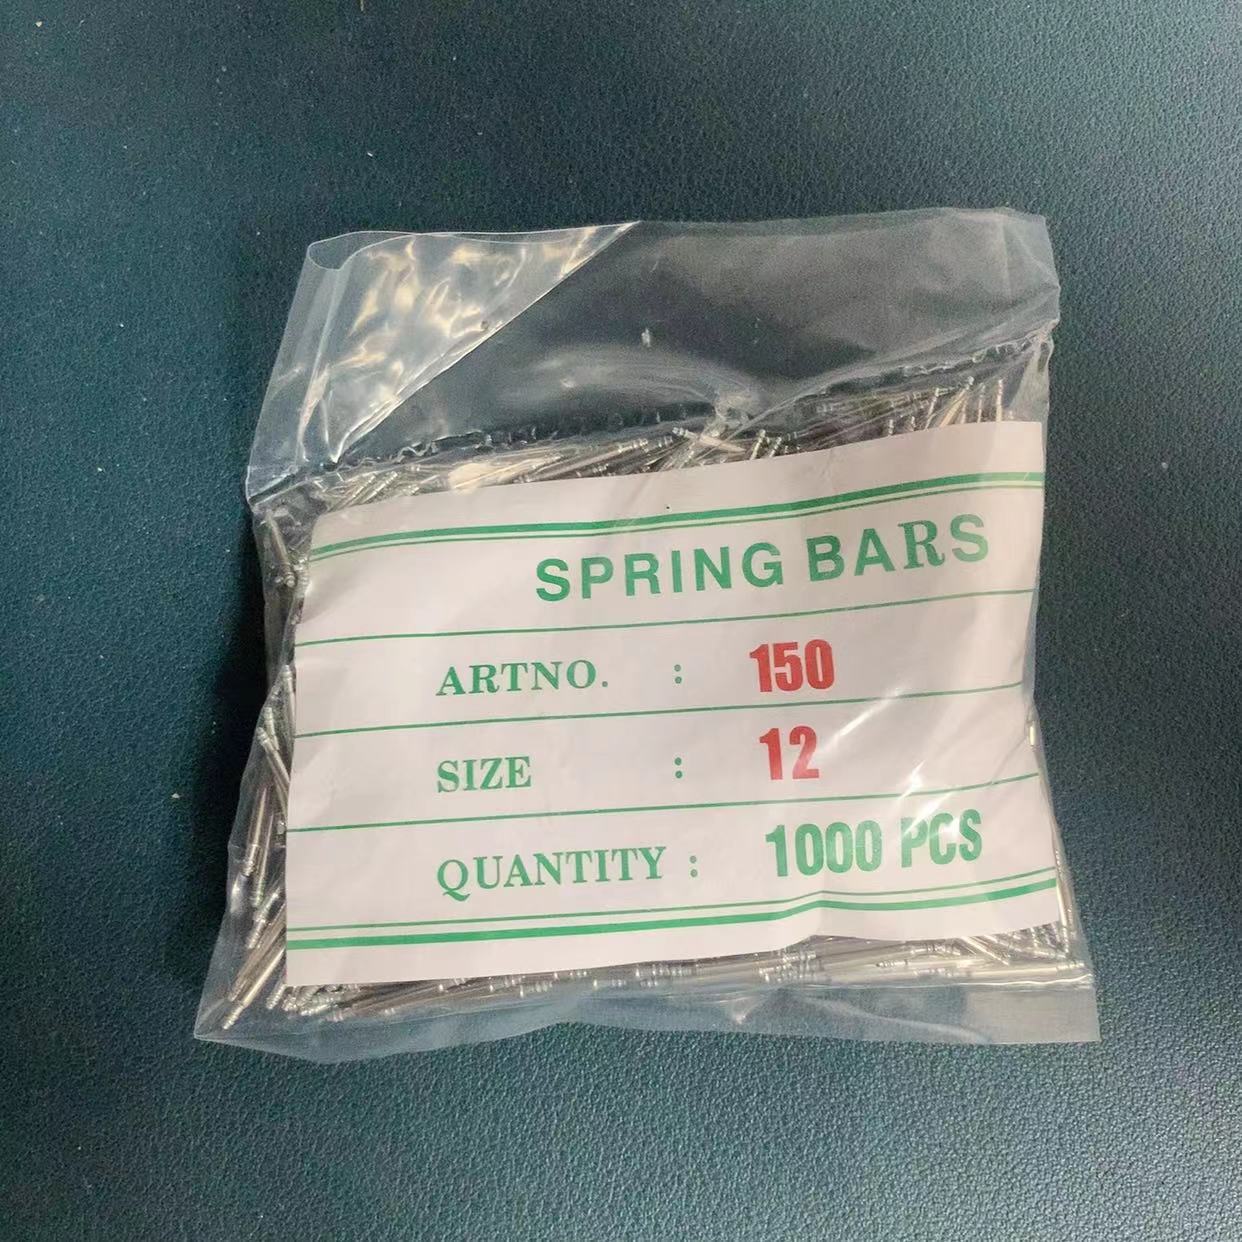 SPRING BARS
ARTNO. : 150
SIZE : 12
QUANTITY : 1000 PCS